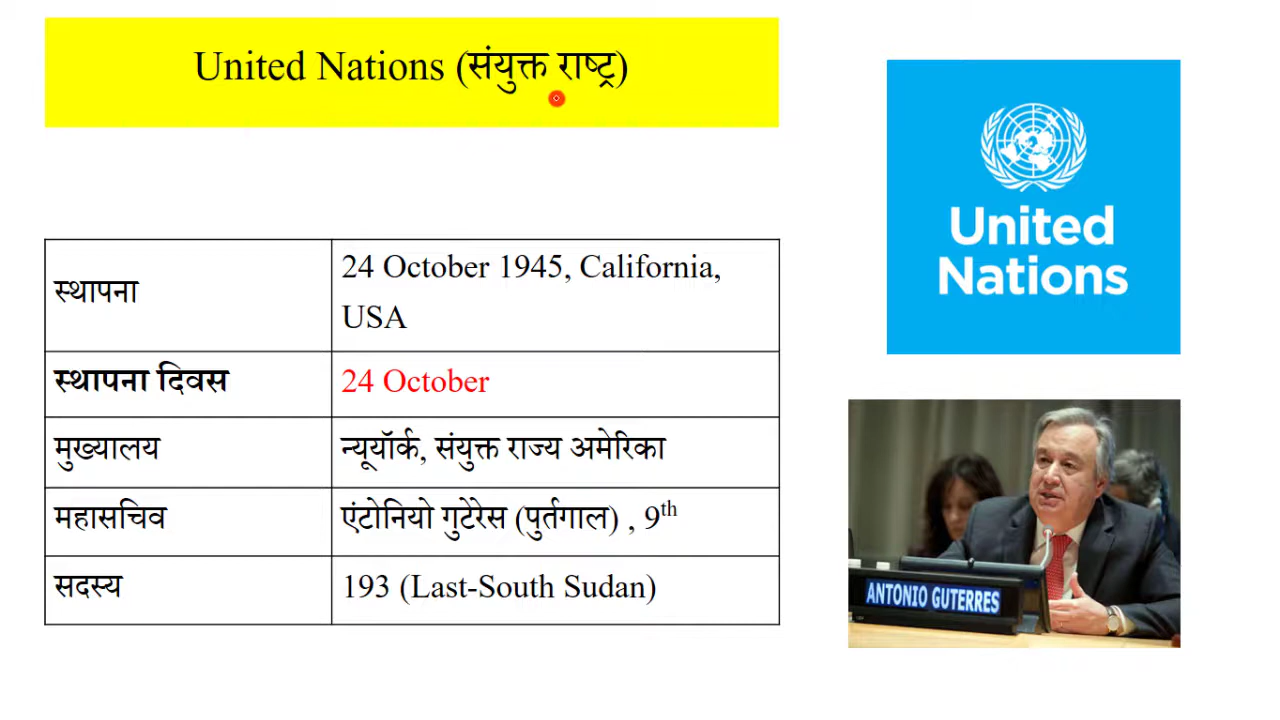 United Nations (संयुक्त राष्ट्र)
United
Nations
स्थापना
24 October 1945, California,
USA
स्थापना दिवस
24 October
मुख्यालय
न्यूयॉर्क, संयुक्त राज्य अमेरिका
महासचिव
एंटोनियो गुटेरेस (पुर्तगाल) , 9th
सदस्य
193 (Last-South Sudan)
ANTONIO GUTERRES